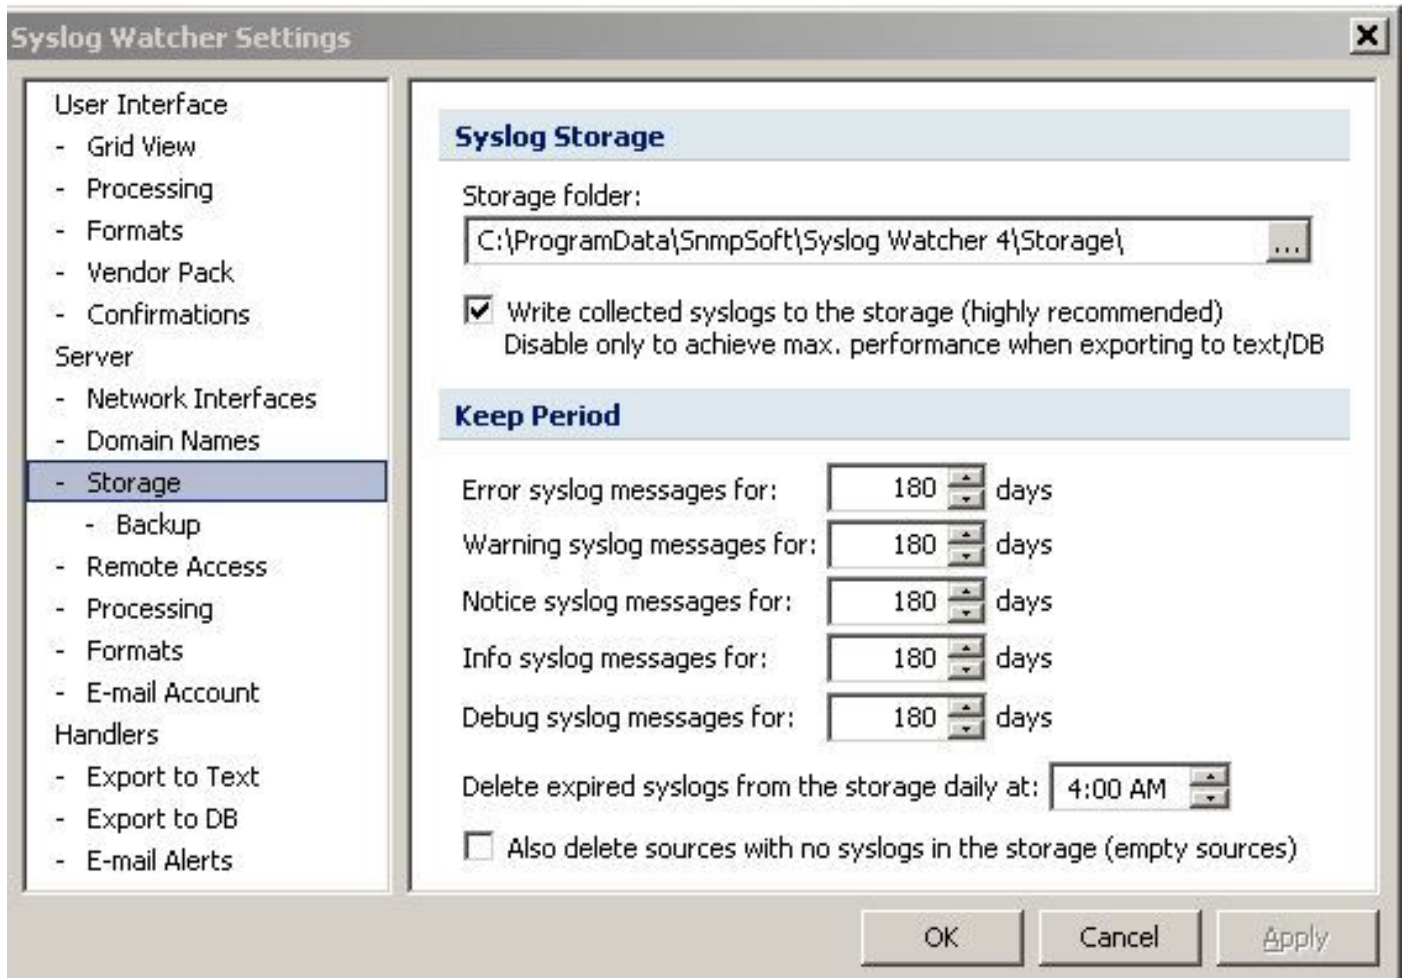 Syslog Watcher Settings
User Interface
- Grid View
- Processing
- Formats
- Vendor Pack
- Confirmations
Server
- Network Interfaces
- Domain Names
- Storage
- Backup
- Remote Access
- Processing
- Formats
- E-mail Account
Handlers
- Export to Text
- Export to DB
- E-mail Alerts
Syslog Storage
Storage folder:
C:\ProgramData\SnmpSoft\Syslog Watcher 4\Storage\ ...
Write collected syslogs to the storage (highly recommended)
Disable only to achieve max. performance when exporting to text/DB
Keep Period
Error syslog messages for: 180 days
Warning syslog messages for: 180 days
Notice syslog messages for: 180 days
Info syslog messages for: 180 days
Debug syslog messages for: 180 days
Delete expired syslogs from the storage daily at: 4:00 AM
Also delete sources with no syslogs in the storage (empty sources)
OK Cancel Apply